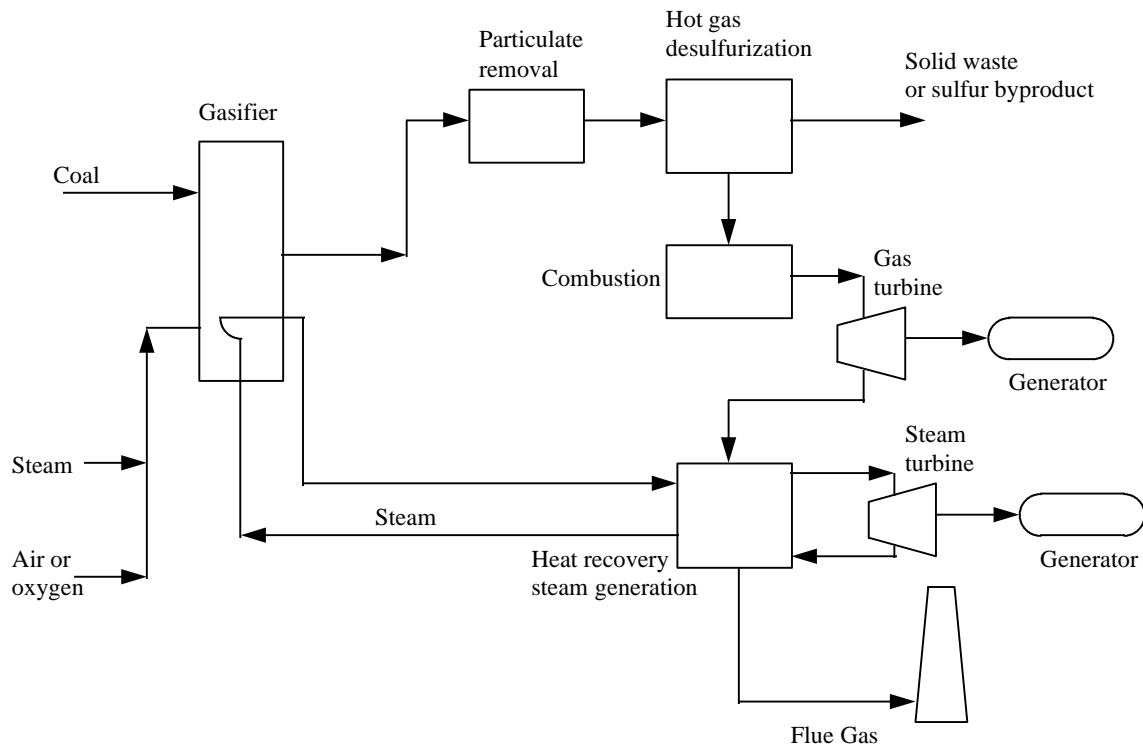 Hot gas
desulfurization
Particulate
removal
Solid waste
or sulfur byproduct
Gasifier
Coal
Combustion
Gas
turbine
Generator
Steam
Steam
turbine
Steam
Air or
oxygen
Heat recovery
steam generation
Generator
Flue Gas